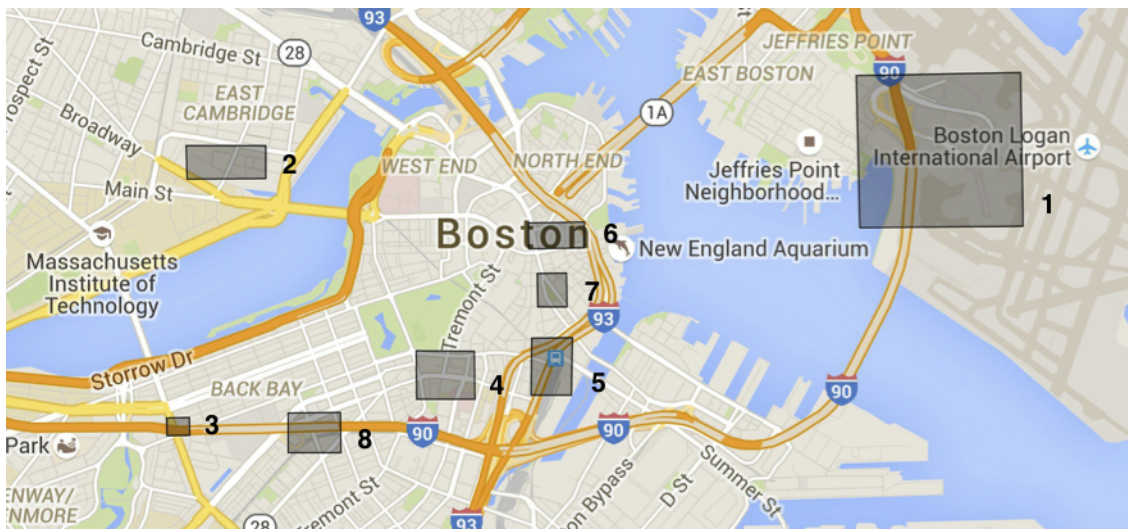 93
JEFFRIES POINT
Cambridge St
28
EAST BOSTON
90
Prospect St
EAST
CAMBRIDGE
1A
Broadway
Boston Logan
International Airport
WEST END
NORTH END
2
Jeffries Point
Neighborhood...
Main St
1
Boston
6
New England Aquarium
Massachusetts
Institute of
Technology
Tremont St
7
93
Storrow Dr
BACK BAY
4
5
90
3
8
90
90
Park
Summer St
Tremont St
on Bypass
D St
ENWAY/
ENMORE
28
93